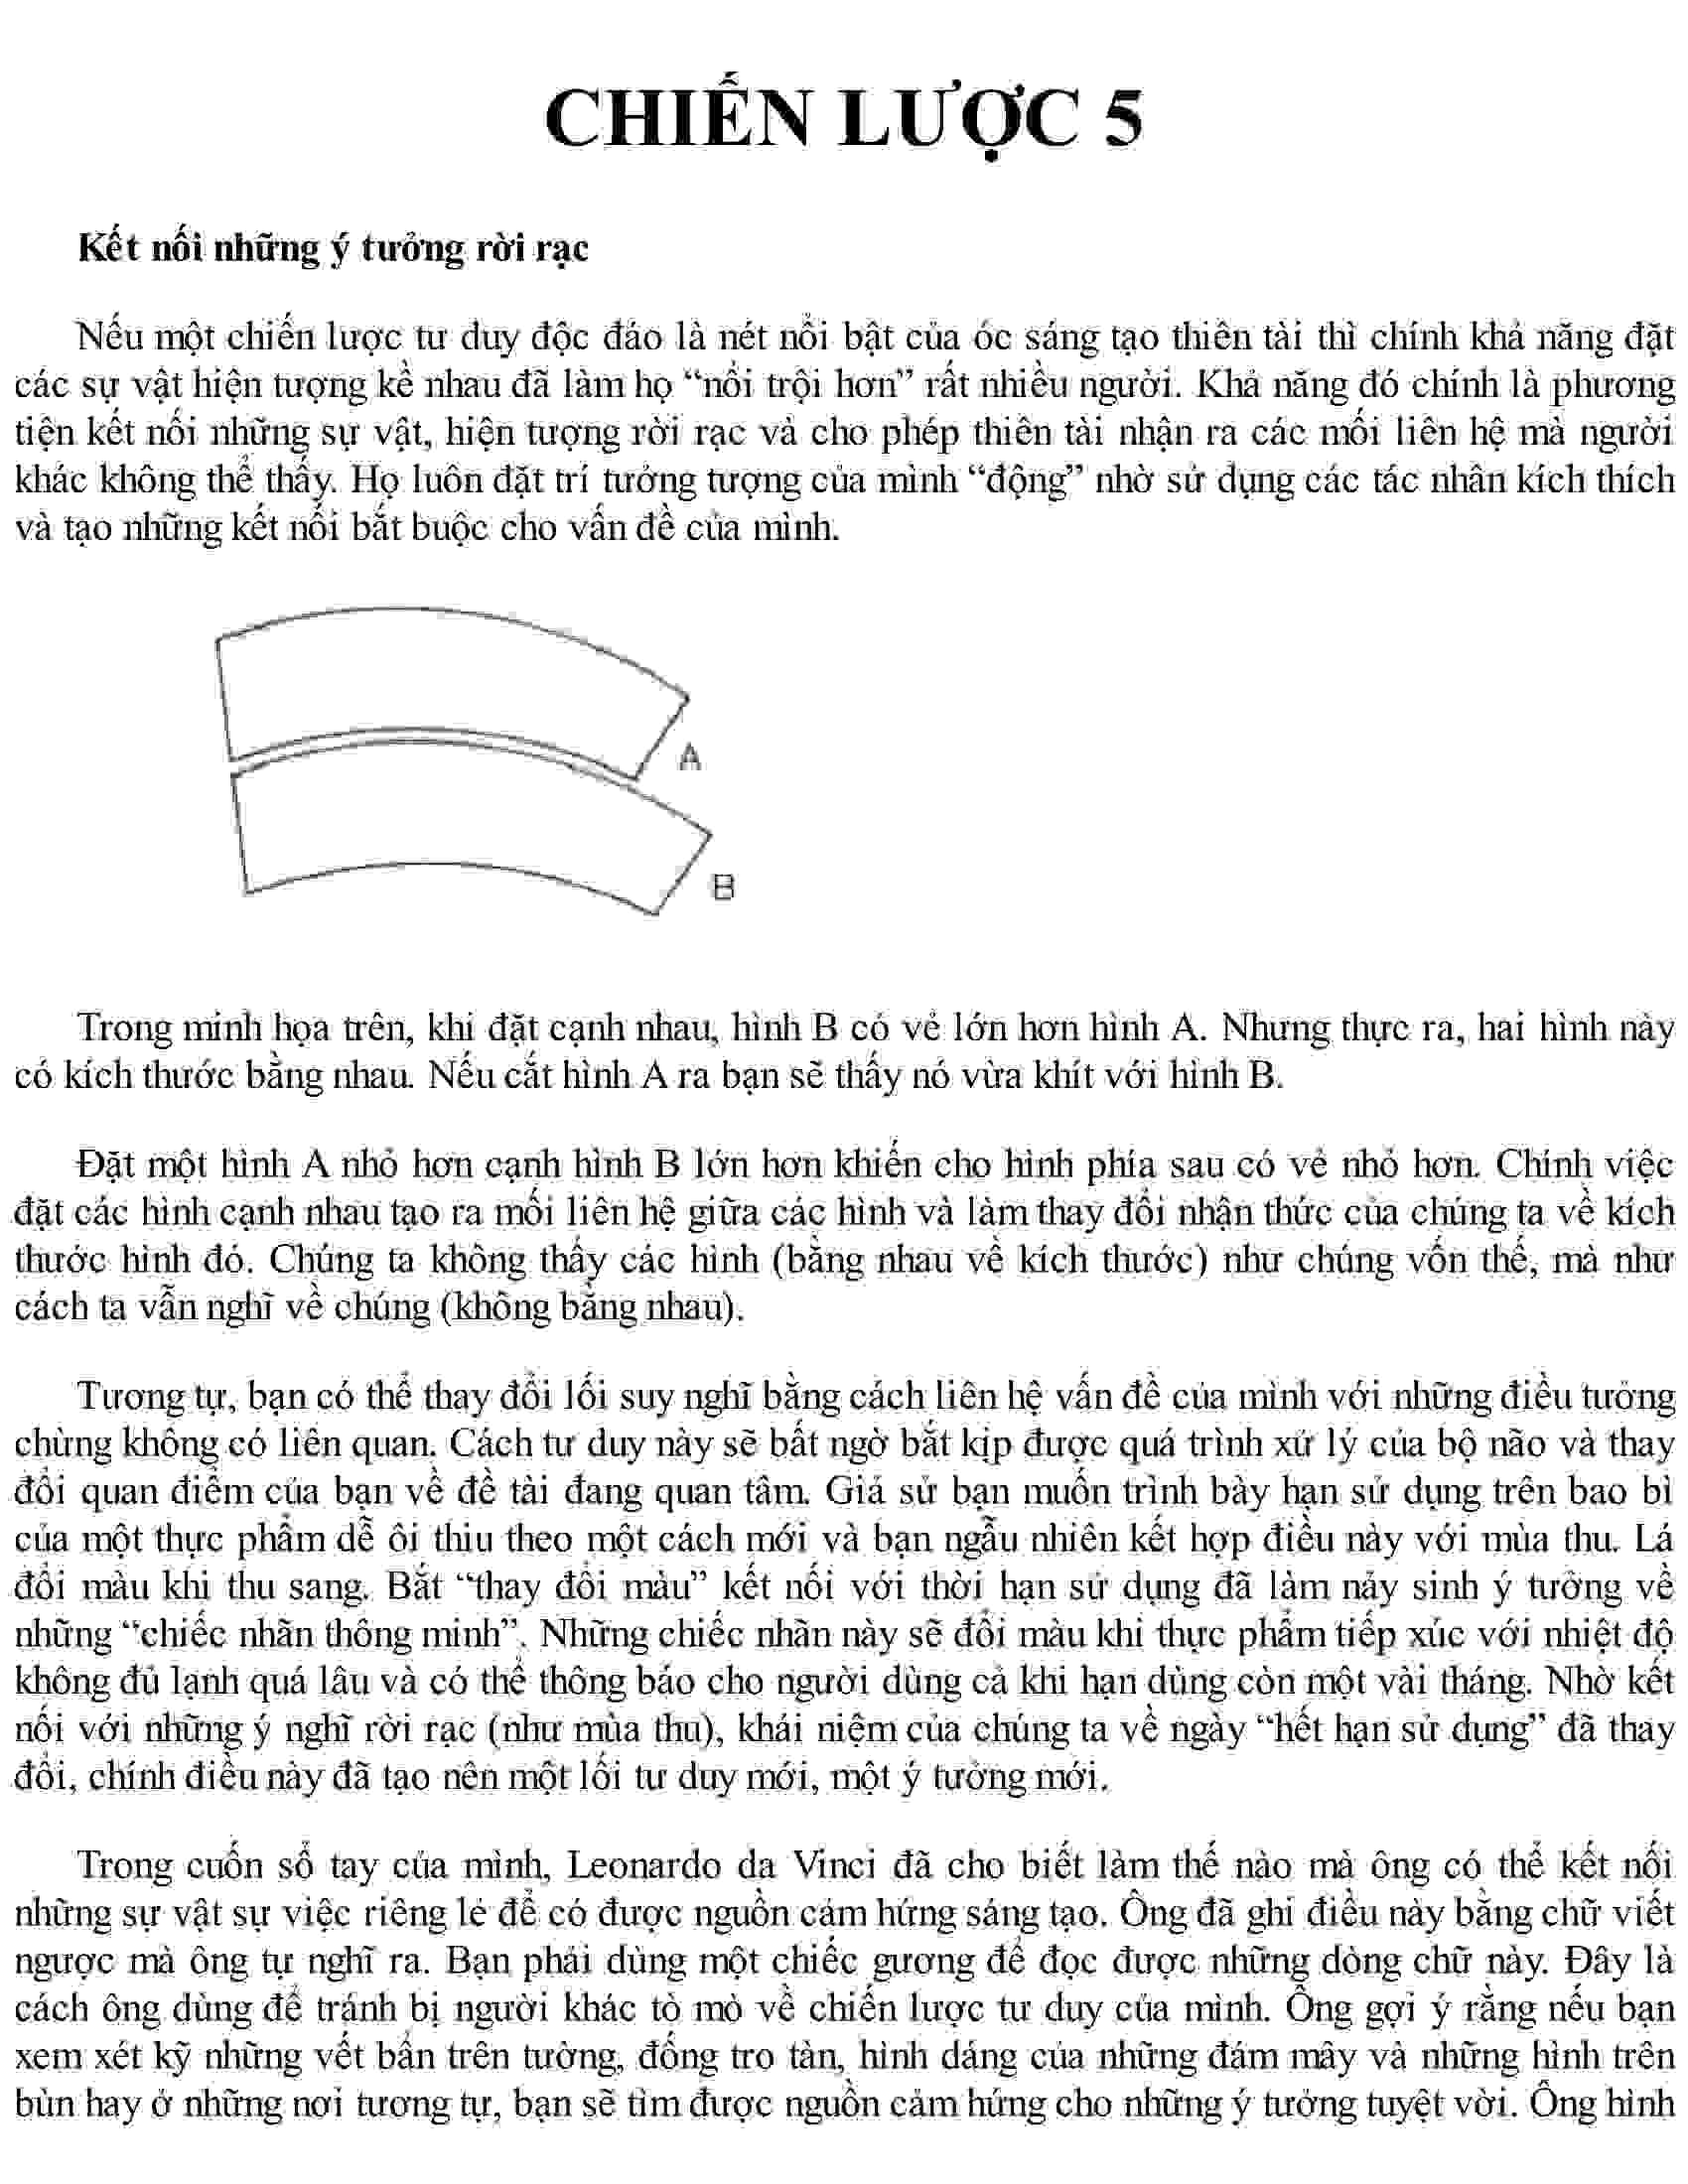 CHIẾN LƯỢC 5
Kết nối những ý tưởng rời rạc
Nếu một chiến lược tư duy độc đáo là nét nổi bật của óc sáng tạo thiên tài thì chính khả năng đặt
các sự vật hiện tượng kề nhau đã làm họ “nổi trội hơn” rất nhiều người. Khả năng đó chính là phương
tiện kết nối những sự vật, hiện tượng rời rạc và cho phép thiên tài nhận ra các mối liên hệ mà người
khác không thể thấy. Họ luôn đặt trí tưởng tượng của mình “động” nhờ sử dụng các tác nhân kích thích
và tạo những kết nối bắt buộc cho vấn đề của mình.
A
B
Trong minh họa trên, khi đặt cạnh nhau, hình B có vẻ lớn hơn hình A. Nhưng thực ra, hai hình này
có kích thước bằng nhau. Nếu cắt hình A ra bạn sẽ thấy nó vừa khít với hình B.
Đặt một hình A nhỏ hơn cạnh hình B lớn hơn khiến cho hình phía sau có vẻ nhỏ hơn. Chính việc
đặt các hình cạnh nhau tạo ra mối liên hệ giữa các hình và làm thay đổi nhận thức của chúng ta về kích
thước hình đó. Chúng ta không thấy các hình (bằng nhau về kích thước) như chúng vốn thế, mà như
cách ta vẫn nghĩ về chúng (không bằng nhau).
Tương tự, bạn có thể thay đổi lối suy nghĩ bằng cách liên hệ vấn đề của mình với những điều tưởng
chừng không có liên quan. Cách tư duy này sẽ bất ngờ bắt kịp được quá trình xử lý của bộ não và thay
đổi quan điểm của bạn về đề tài đang quan tâm. Giả sử bạn muốn trình bày hạn sử dụng trên bao bì
của một thực phẩm dễ ôi thiu theo một cách mới và bạn ngẫu nhiên kết hợp điều này với mùa thu. Lá
đổi màu khi thu sang. Bắt “thay đổi màu” kết nối với thời hạn sử dụng đã làm nảy sinh ý tưởng về
những “chiếc nhãn thông minh”. Những chiếc nhãn này sẽ đổi màu khi thực phẩm tiếp xúc với nhiệt độ
không đủ lạnh quá lâu và có thể thông báo cho người dùng cả khi hạn dùng còn một vài tháng. Nhờ kết
nối với những ý nghĩ rời rạc (như mùa thu), khái niệm của chúng ta về ngày “hết hạn sử dụng” đã thay
đổi, chính điều này đã tạo nên một lối tư duy mới, một ý tưởng mới.
Trong cuốn sổ tay của mình, Leonardo da Vinci đã cho biết làm thế nào mà ông có thể kết nối
những sự vật sự việc riêng lẻ để có được nguồn cảm hứng sáng tạo. Ông đã ghi điều này bằng chữ viết
ngược mà ông tự nghĩ ra. Bạn phải dùng một chiếc gương để đọc được những dòng chữ này. Đây là
cách ông dùng để tránh bị người khác tò mò về chiến lược tư duy của mình. Ông gợi ý rằng nếu bạn
xem xét kỹ những vết bẩn trên tường, đống tro tàn, hình dáng của những đám mây và những hình trên
bùn hay ở những nơi tương tự, bạn sẽ tìm được nguồn cảm hứng cho những ý tưởng tuyệt vời. Ông hình